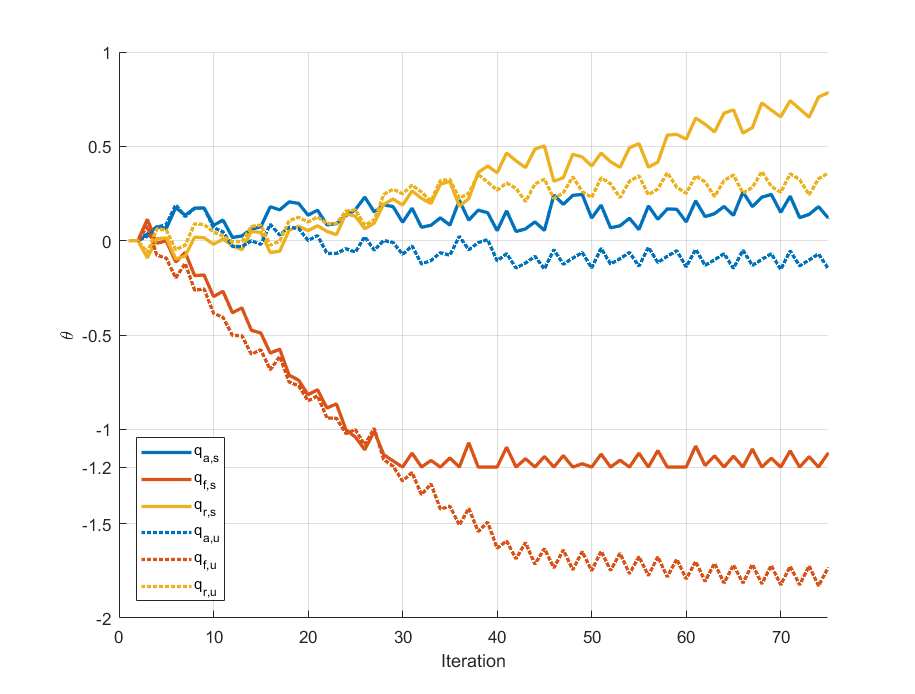 1
0.5
0
-0.5
-1
-1.2
-1.5
-2
θ
q_a,s
q_f,s
q_r,s
q_a,u
q_f,u
q_r,u
0 10 20 30 40 50 60 70
Iteration